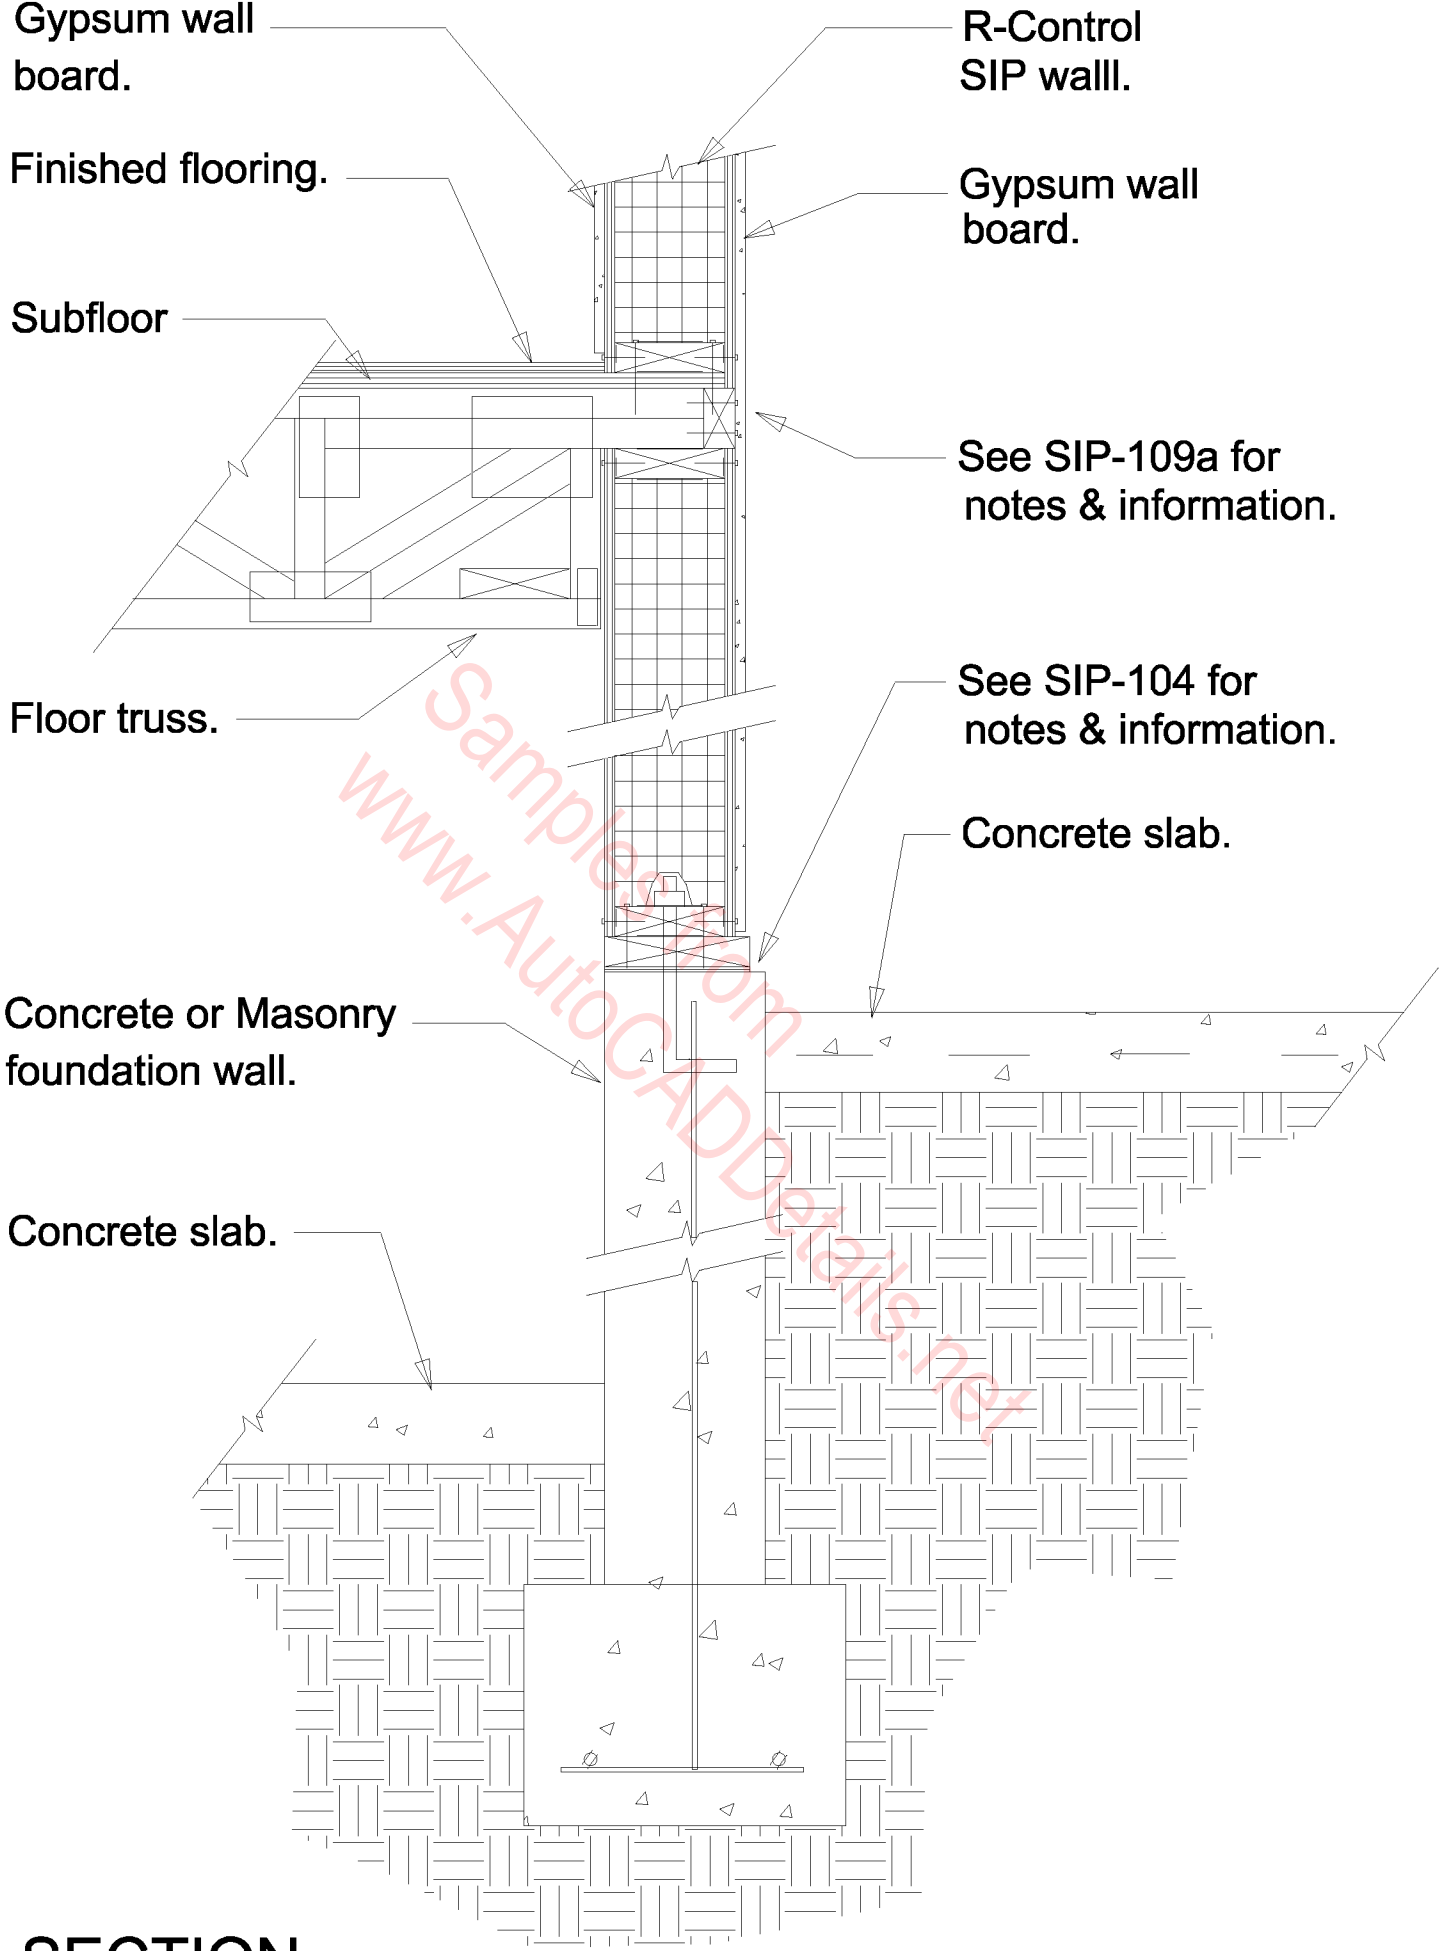 Gypsum wall
board.
R-Control
SIP walll.
Finished flooring.
Gypsum wall
board.
Subfloor
See SIP-109a for
notes & information.
Floor truss.
See SIP-104 for
notes & information.
Concrete slab.
Concrete or Masonry
foundation wall.
Concrete slab.
Samples from
www.AutoCADDetails.net
SECTION